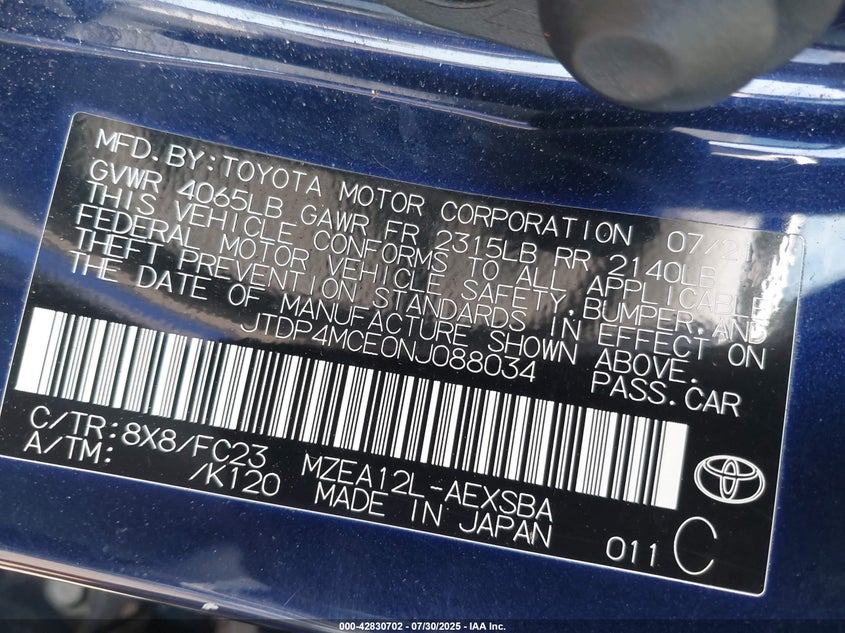 MFD.BY:TOYOTA MOTOR CORPORATION 07/21
GVWR 4065LB GAWR FR 2315LB RR 2140LB
THIS VEHICLE CONFORMS TO ALL APPLICABLE
FEDERAL MOTOR VEHICLE SAFETY,BUMPER,AND
THEFT PREVENTION STANDARDS IN EFFECT ON
THE DATE OF MANUFACTURE SHOWN ABOVE.
JTDP4MCE0NJ088034 PASS.CAR
C/TR:8X8/FC23 MZEA12L-AEXSBA
A/TM: /K120 MADE IN JAPAN
011 C
000-42830702 / 07/30/2025 - IAA Inc.